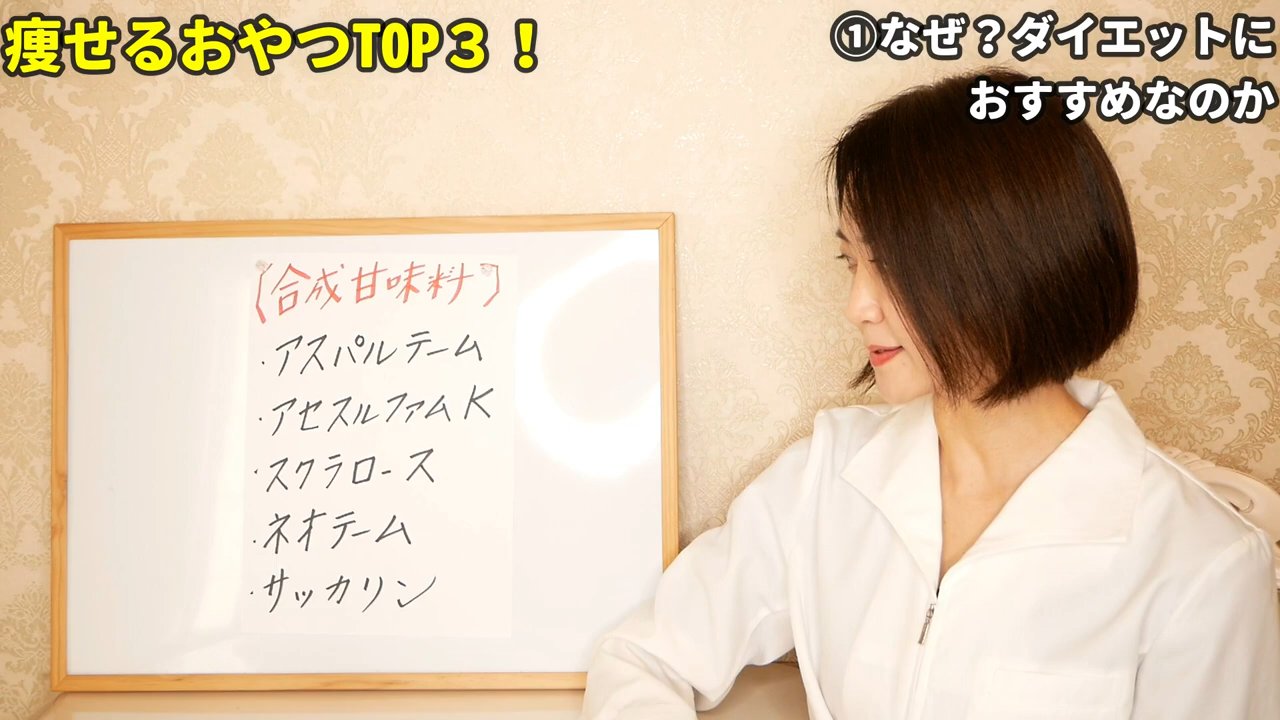 痩せるおやつTOP３！
①なぜ？ダイエットに
おすすめなのか
〔合成甘味料〕
・アスパルテーム
・アセスルファムK
・スクラロース
・ネオテーム
・サッカリン